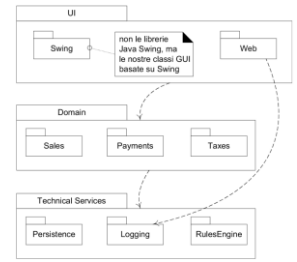 UI
Swing
non le librerie
Java Swing, ma
le nostre classi GUI
basate su Swing
Web
Domain
Sales
Payments
Taxes
Technical Services
Persistence
Logging
RulesEngine